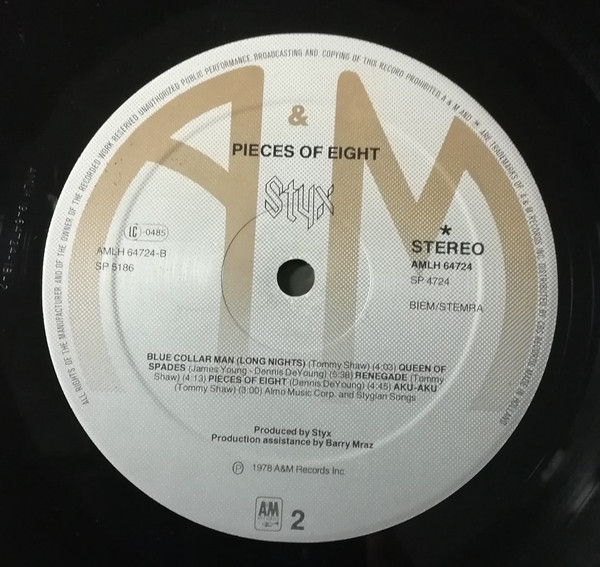 ALL RIGHTS OF THE MANUFACTURER AND OF THE OWNER OF THE RECORDED WORK RESERVED UNAUTHORIZED PUBLIC PERFORMANCE, BROADCASTING AND COPYING OF THIS RECORD PROHIBITED. A & M AND ARE TRADEMARKS OF A & M RECORDS INC. DISTRIBUTED BY CBS RECORDS. MADE IN HOLLAND
A & M
PIECES OF EIGHT
Styx
LC -0485
AMLH 64724-B
SP 5186
*
STEREO
AMLH 64724
SP 4724
BIEM/STEMRA
BLUE COLLAR MAN (LONG NIGHTS) (Tommy Shaw) (4:03) QUEEN OF
SPADES (James Young - Dennis DeYoung) (5:38) RENEGADE (Tommy
Shaw) (4:13) PIECES OF EIGHT (Dennis DeYoung) (4:45) AKU-AKU
(Tommy Shaw) (3:00) Almo Music Corp. and Stygian Songs
Produced by Styx
Production assistance by Barry Mraz
Ⓟ 1978 A&M Records Inc.
AM
RECORDS
2